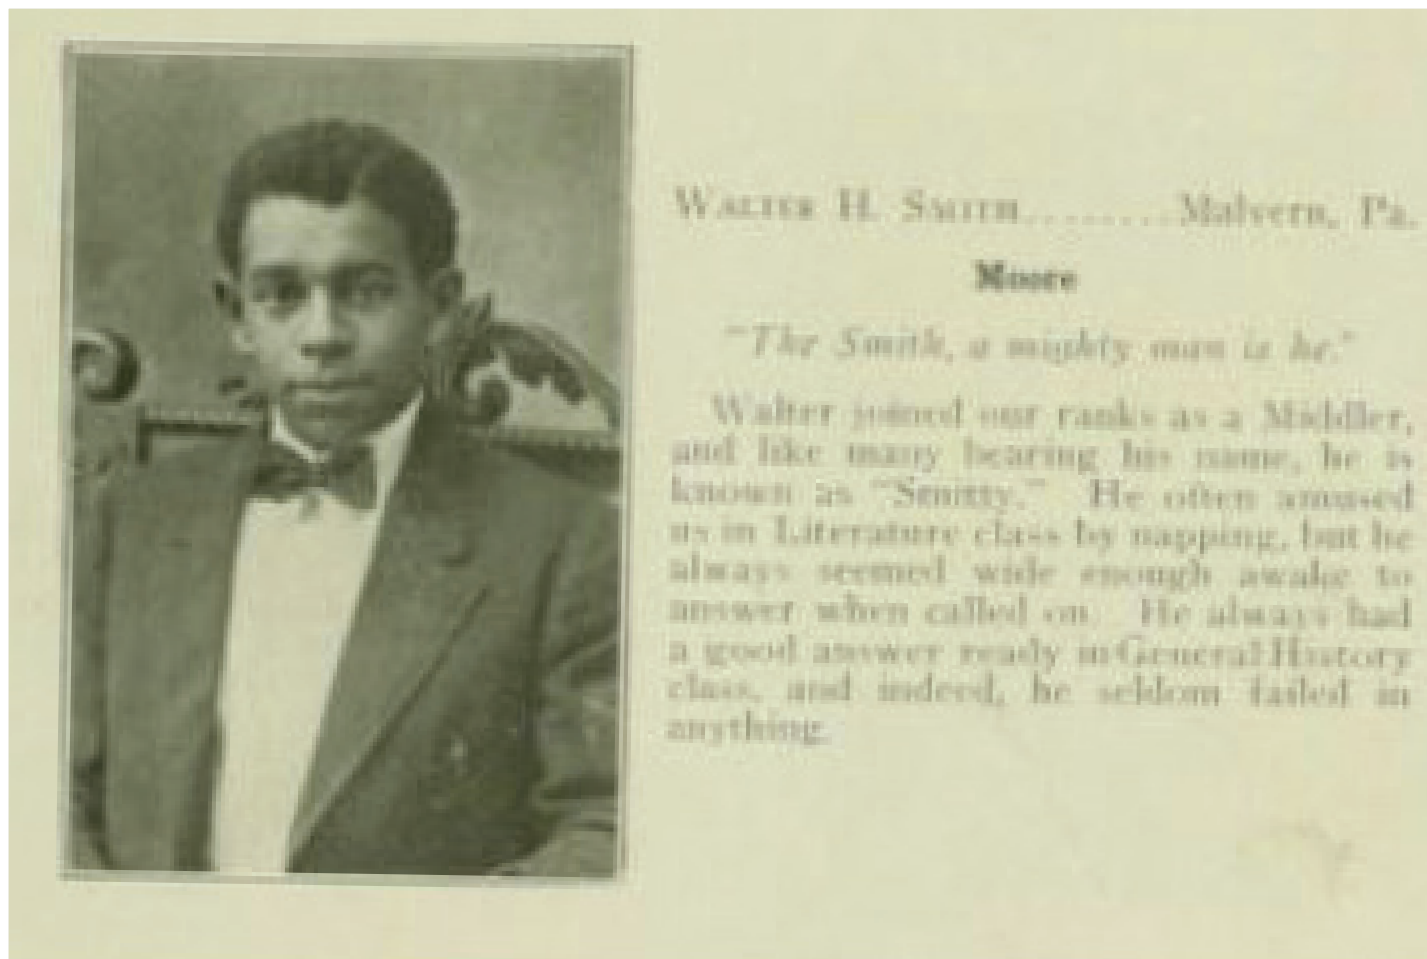 WALTER H. SMITH........Malvern, Pa.
Moore
"The Smith, a mighty man is he."
Walter joined our ranks as a Middler,
and like many bearing his name, he is
known as "Smitty." He often amused
us in Literature class by napping, but he
always seemed wide enough awake to
answer when called on. He always had
a good answer ready in General History
class, and indeed, he seldom failed in
anything.